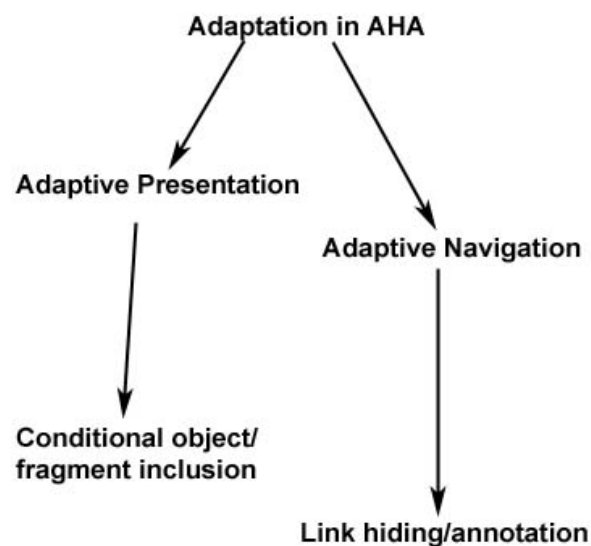 Adaptation in AHA
Adaptive Presentation
Adaptive Navigation
Conditional object/
fragment inclusion
Link hiding/annotation